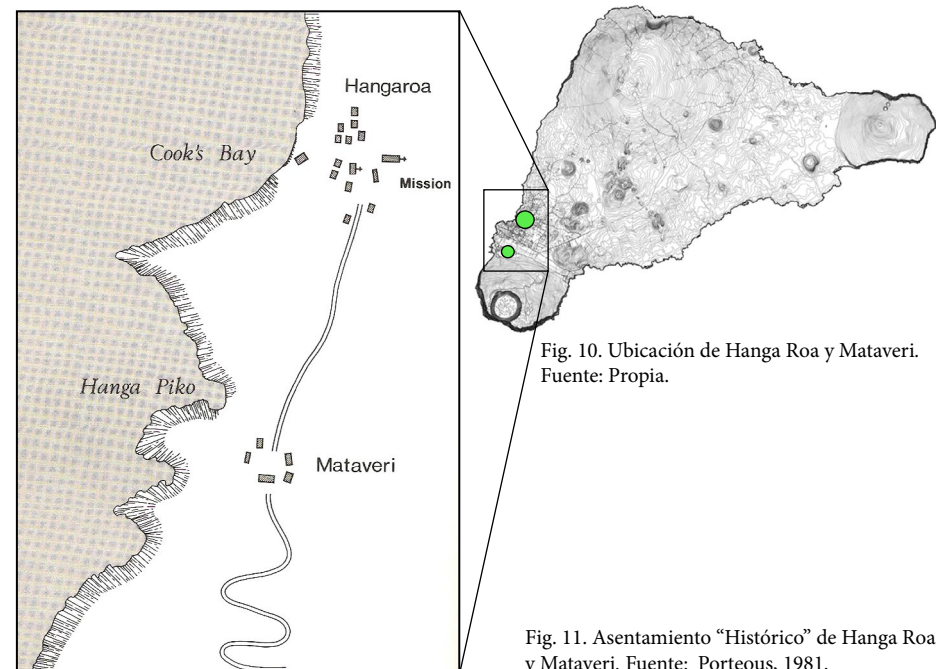 Hangaroa
Cook's Bay
Mission
Hanga Piko
Mataveri
Fig. 10. Ubicación de Hanga Roa y Mataveri.
Fuente: Propia.
Fig. 11. Asentamiento “Histórico” de Hanga Roa
y Mataveri. Fuente: Porteous, 1981.